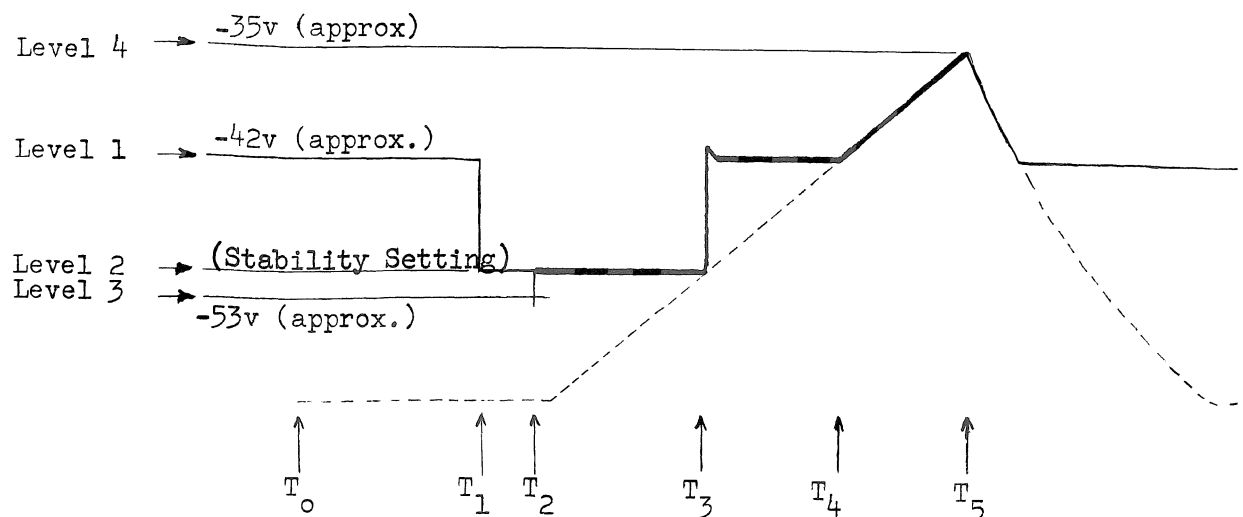 Level 4 -35v (approx)
Level 1 -42v (approx.)
Level 2 (Stability Setting)
Level 3
-53v (approx.)
To T1 T2 T3 T4 T5